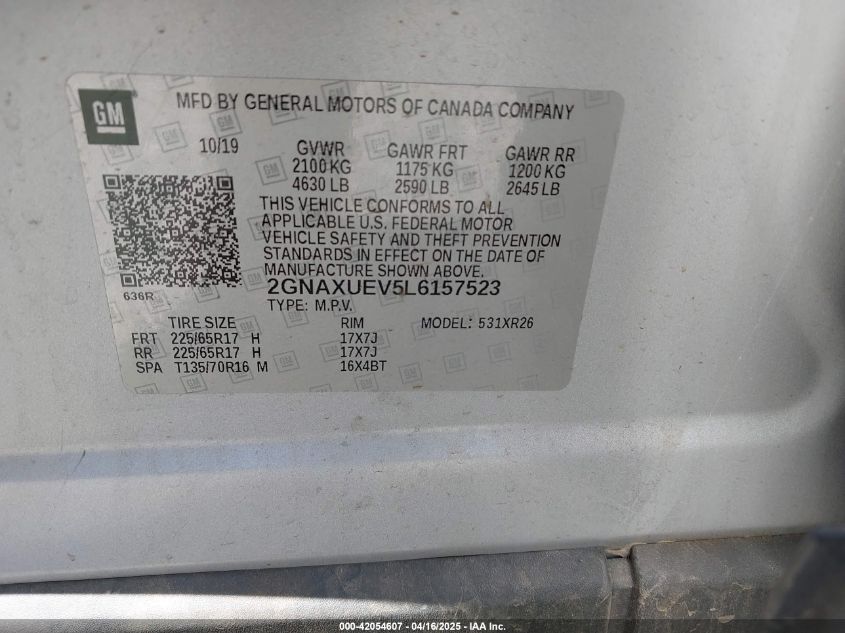 GM
MFD BY GENERAL MOTORS OF CANADA COMPANY
10/19 GVWR GAWR FRT GAWR RR
2100 KG 1175 KG 1200 KG
4630 LB 2590 LB 2645 LB
THIS VEHICLE CONFORMS TO ALL
APPLICABLE U.S. FEDERAL MOTOR
VEHICLE SAFETY AND THEFT PREVENTION
STANDARDS IN EFFECT ON THE DATE OF
MANUFACTURE SHOWN ABOVE.
636R 2GNAXUEV5L6157523
TYPE: M.P.V.
TIRE SIZE RIM MODEL: 531XR26
FRT 225/65R17 H 17X7J
RR 225/65R17 H 17X7J
SPA T135/70R16 M 16X4BT
000-42054607 - 04/16/2025 - IAA Inc.